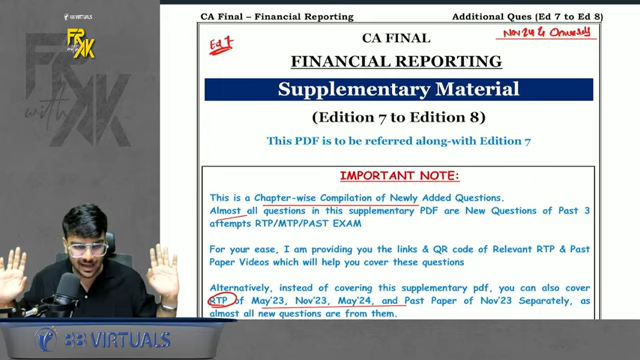 BB VIRTUALS
FR
with
AK
CA Final – Financial Reporting
Additional Ques (Ed 7 to Ed 8)
Ed 7
Nov 24 & Onwards
CA FINAL
FINANCIAL REPORTING
Supplementary Material
(Edition 7 to Edition 8)
This PDF is to be referred along-with Edition 7
IMPORTANT NOTE:
This is a Chapter-wise Compilation of Newly Added Questions.
Almost all questions in this supplementary PDF are New Questions of Past 3
attempts RTP/MTP/PAST EXAM
For your ease, I am providing you the links & QR code of Relevant RTP & Past
Paper Videos which will help you cover these questions
Alternatively, instead of covering this supplementary pdf, you can also cover
RTP of May'23, Nov'23, May'24, and Past Paper of Nov'23 Separately, as
almost all new questions are from them.
BB VIRTUALS